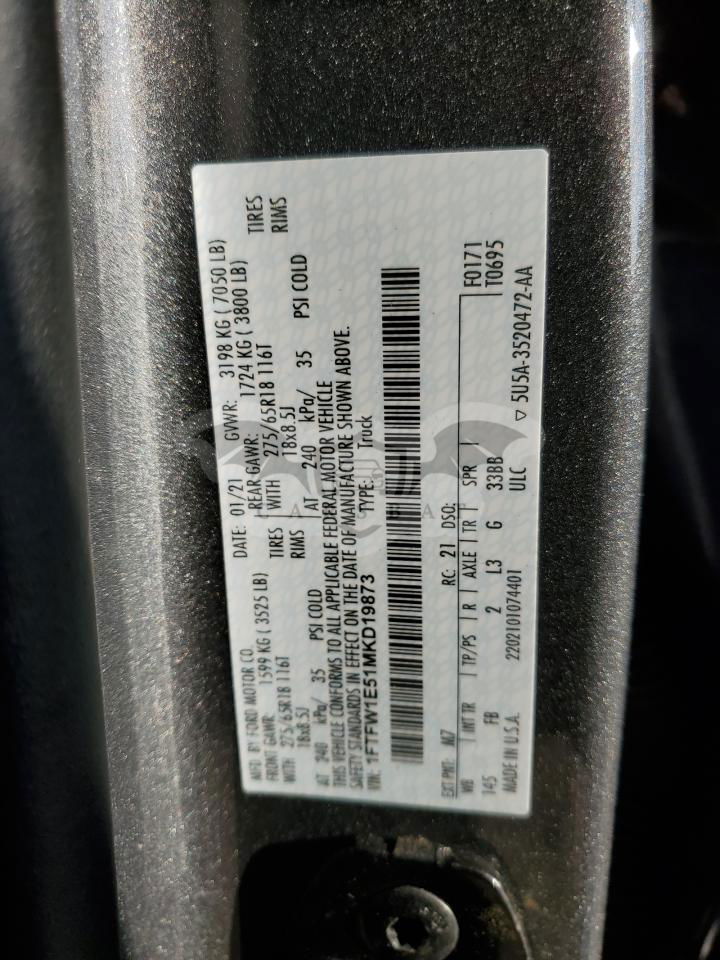 MFD. BY FORD MOTOR CO. DATE: 01/21 GVWR: 3198 KG ( 7050 LB)
FRONT GAWR: 1599 KG ( 3525 LB) REAR GAWR: 1724 KG ( 3800 LB)
WITH 275/65R18 116T TIRES WITH 275/65R18 116T TIRES
18x8.5J RIMS 18x8.5J RIMS
AT 240 kPa/ 35 PSI COLD AT 240 kPa/ 35 PSI COLD
THIS VEHICLE CONFORMS TO ALL APPLICABLE FEDERAL MOTOR VEHICLE
SAFETY STANDARDS IN EFFECT ON THE DATE OF MANUFACTURE SHOWN ABOVE.
VIN: 1FTFW1E51MKD19873 TYPE: Truck
F0171
T0695
EXT PNT: M7 RC: 21 DSO:
WB INT TR TP/PS R AXLE TR SPR
145 FB 2 L3 G 33BB
MADE IN U.S.A. 2202101074401 ULC ▽ 5U5A-3520472-AA